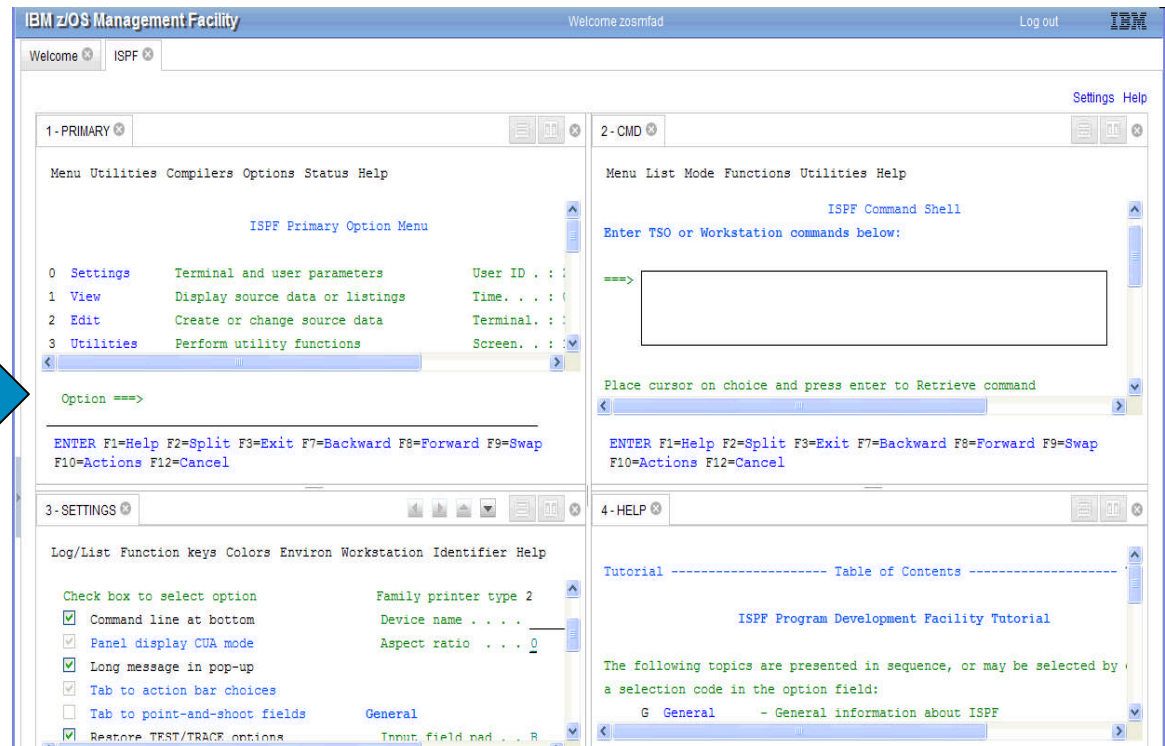 IBM z/OS Management Facility Welcome zosmfad Log out IBM
Welcome ISPF
Settings Help
1 - PRIMARY
Menu Utilities Compilers Options Status Help
ISPF Primary Option Menu
0 Settings Terminal and user parameters User ID . :
1 View Display source data or listings Time. . . :
2 Edit Create or change source data Terminal. :
3 Utilities Perform utility functions Screen. . :
Option ===>
ENTER F1=Help F2=Split F3=Exit F7=Backward F8=Forward F9=Swap
F10=Actions F12=Cancel
2 - CMD
Menu List Mode Functions Utilities Help
ISPF Command Shell
Enter TSO or Workstation commands below:
===>
Place cursor on choice and press enter to Retrieve command
ENTER F1=Help F2=Split F3=Exit F7=Backward F8=Forward F9=Swap
F10=Actions F12=Cancel
3 - SETTINGS
Log/List Function keys Colors Environ Workstation Identifier Help
Check box to select option Family printer type 2
Command line at bottom Device name . . . .
Panel display CUA mode Aspect ratio . . . 0
Long message in pop-up
Tab to action bar choices
Tab to point-and-shoot fields General
Restore TEST/TRACE options Input field pad . . B
4 - HELP
Tutorial --------------------- Table of Contents --------------------
ISPF Program Development Facility Tutorial
The following topics are presented in sequence, or may be selected by
a selection code in the option field:
G General - General information about ISPF